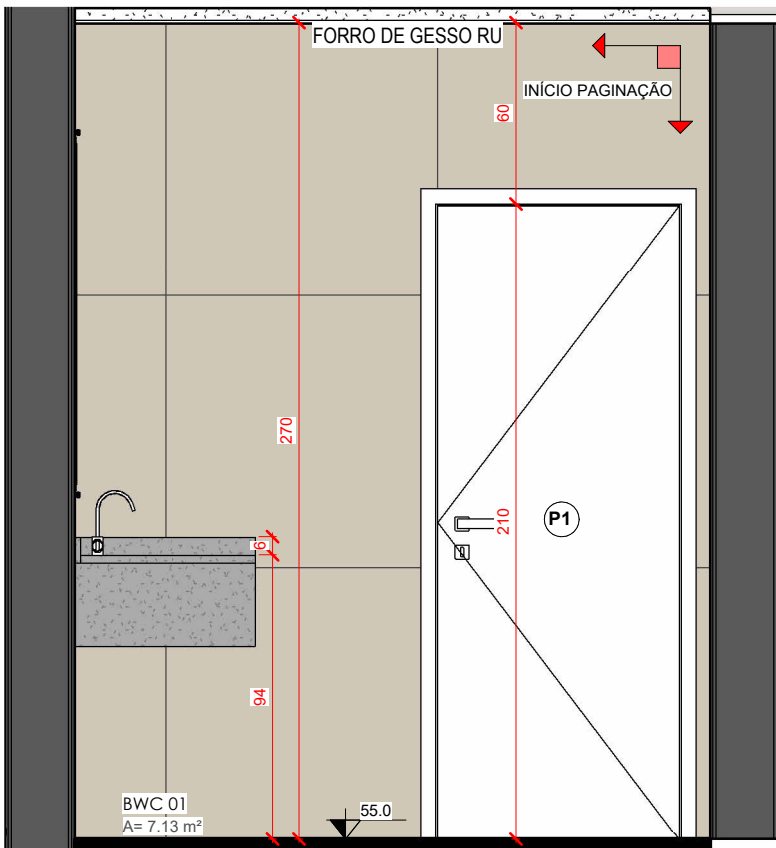 FORRO DE GESSO RU
INÍCIO PAGINAÇÃO
60
270
210
P1
6
94
BWC 01
A= 7.13 m²
55.0